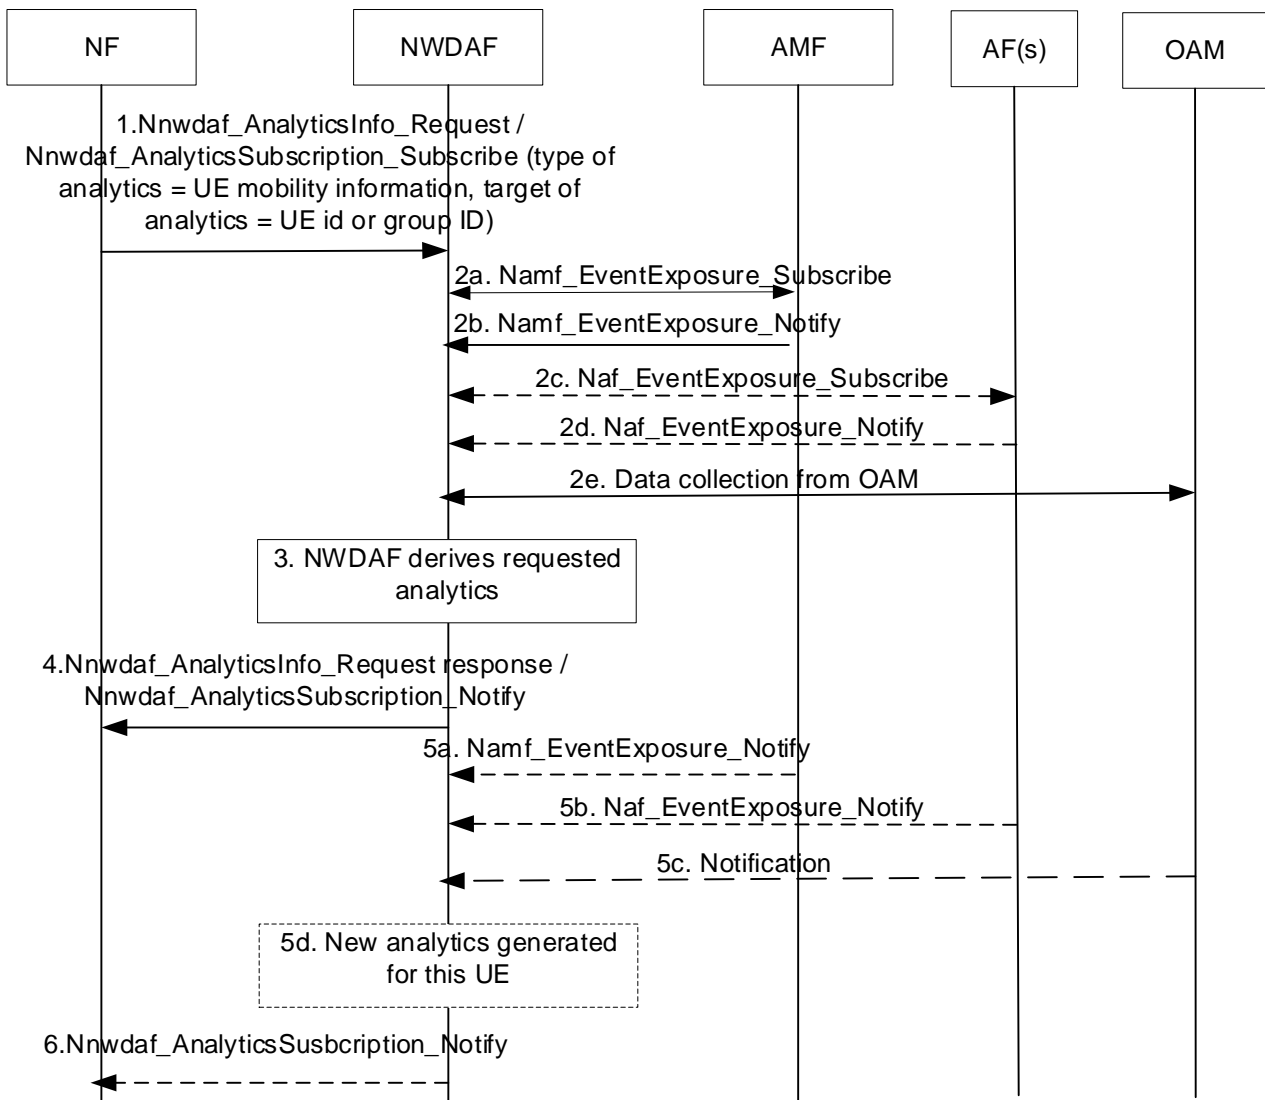 NF
NWDAF
AMF
AF(s)
OAM
1.Nnwdaf_AnalyticsInfo_Request /
Nnwdaf_AnalyticsSubscription_Subscribe (type of
analytics = UE mobility information, target of
analytics = UE id or group ID)
2a. Namf_EventExposure_Subscribe
2b. Namf_EventExposure_Notify
2c. Naf_EventExposure_Subscribe
2d. Naf_EventExposure_Notify
2e. Data collection from OAM
3. NWDAF derives requested
analytics
4.Nnwdaf_AnalyticsInfo_Request response /
Nnwdaf_AnalyticsSubscription_Notify
5a. Namf_EventExposure_Notify
5b. Naf_EventExposure_Notify
5c. Notification
5d. New analytics generated
for this UE
6.Nnwdaf_AnalyticsSusbcription_Notify